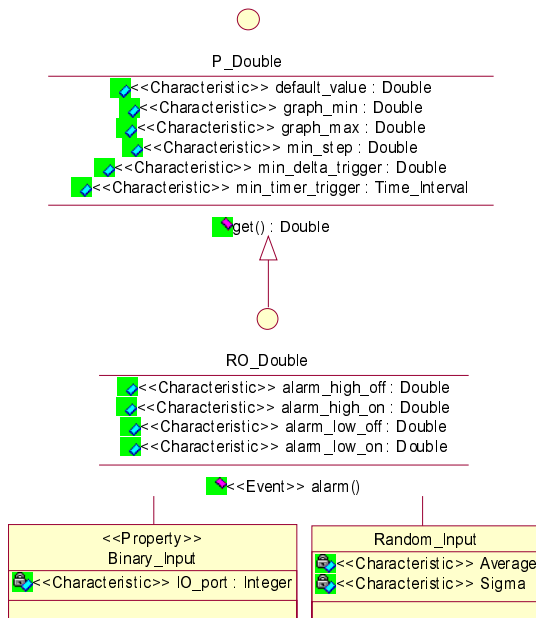 P_Double
<<Characteristic>> default_value : Double
<<Characteristic>> graph_min : Double
<<Characteristic>> graph_max : Double
<<Characteristic>> min_step : Double
<<Characteristic>> min_delta_trigger : Double
<<Characteristic>> min_timer_trigger : Time_Interval
get() : Double
RO_Double
<<Characteristic>> alarm_high_off : Double
<<Characteristic>> alarm_high_on : Double
<<Characteristic>> alarm_low_off : Double
<<Characteristic>> alarm_low_on : Double
<<Event>> alarm()
<<Property>>
Binary_Input
<<Characteristic>> IO_port : Integer
Random_Input
<<Characteristic>> Average
<<Characteristic>> Sigma